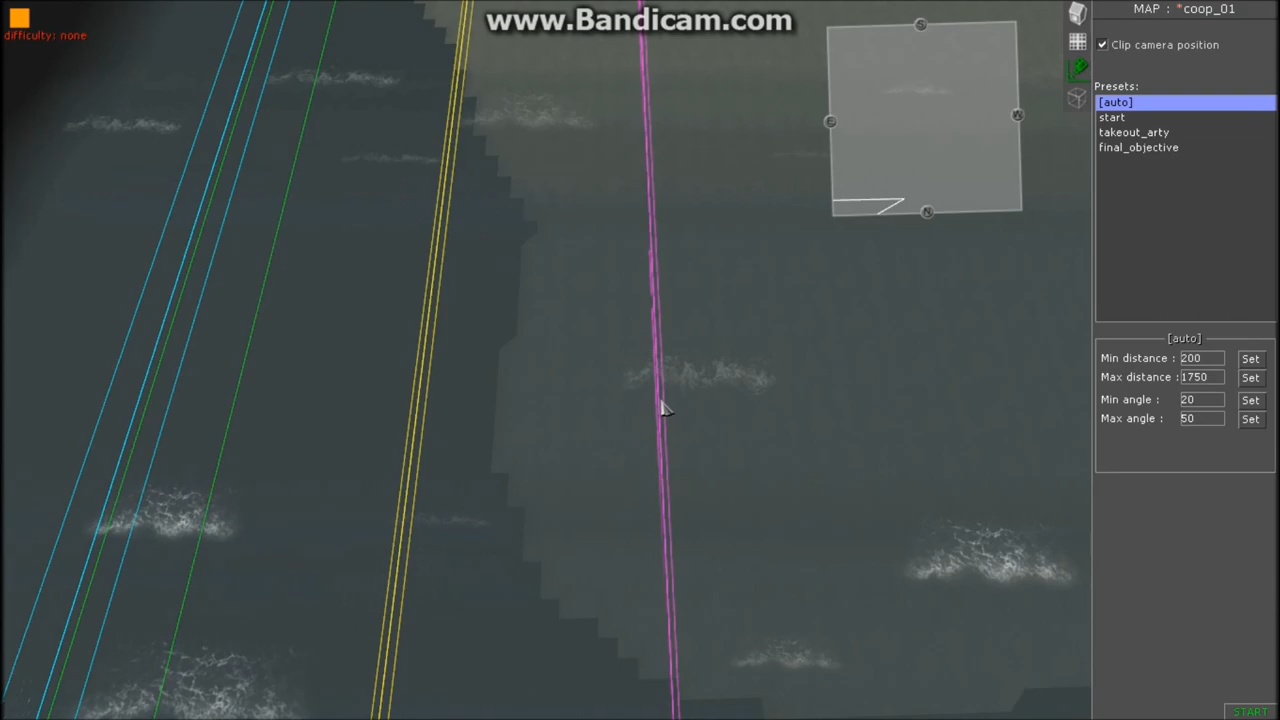 www.Bandicam.com
difficulty: none
MAP : *coop_01
Clip camera position
Presets:
[auto]
start
takeout_arty
final_objective
[auto]
Min distance : 200 Set
Max distance : 1750 Set
Min angle : 20 Set
Max angle : 50 Set
S
W
N
START